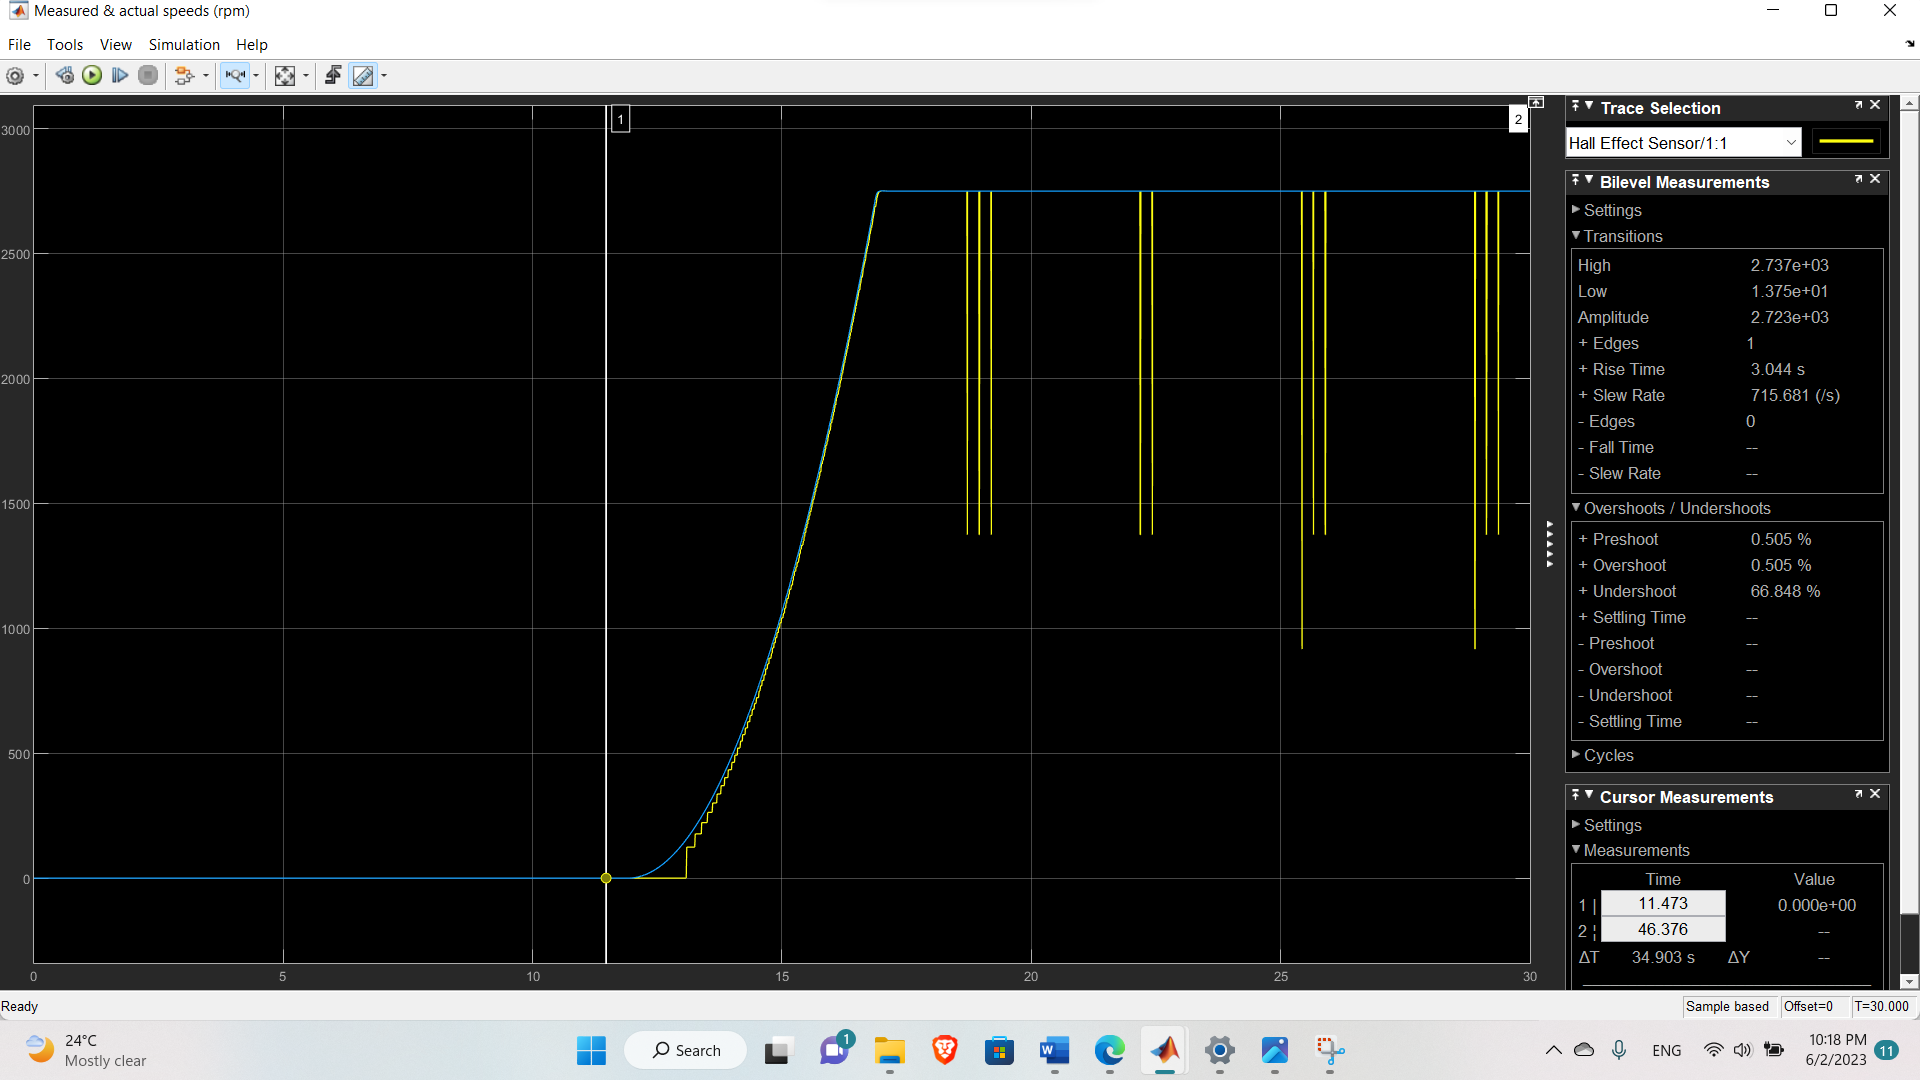 Measured & actual speeds (rpm)
File Tools View Simulation Help
1
2
3000
2500
2000
1500
1000
500
0
0 5 10 15 20 25 30
Trace Selection
Hall Effect Sensor/1:1
Bilevel Measurements
Settings
Transitions
High 2.737e+03
Low 1.375e+01
Amplitude 2.723e+03
+ Edges 1
+ Rise Time 3.044 s
+ Slew Rate 715.681 (/s)
- Edges 0
- Fall Time --
- Slew Rate --
Overshoots / Undershoots
+ Preshoot 0.505 %
+ Overshoot 0.505 %
+ Undershoot 66.848 %
+ Settling Time --
- Preshoot --
- Overshoot --
- Undershoot --
- Settling Time --
Cycles
Cursor Measurements
Settings
Measurements
Time Value
1 | 11.473 0.000e+00
2 ¦ 46.376 --
ΔT 34.903 s ΔY --
Ready
Sample based Offset=0 T=30.000
24°C
Mostly clear
Search
1
ENG
10:18 PM
6/2/2023
11